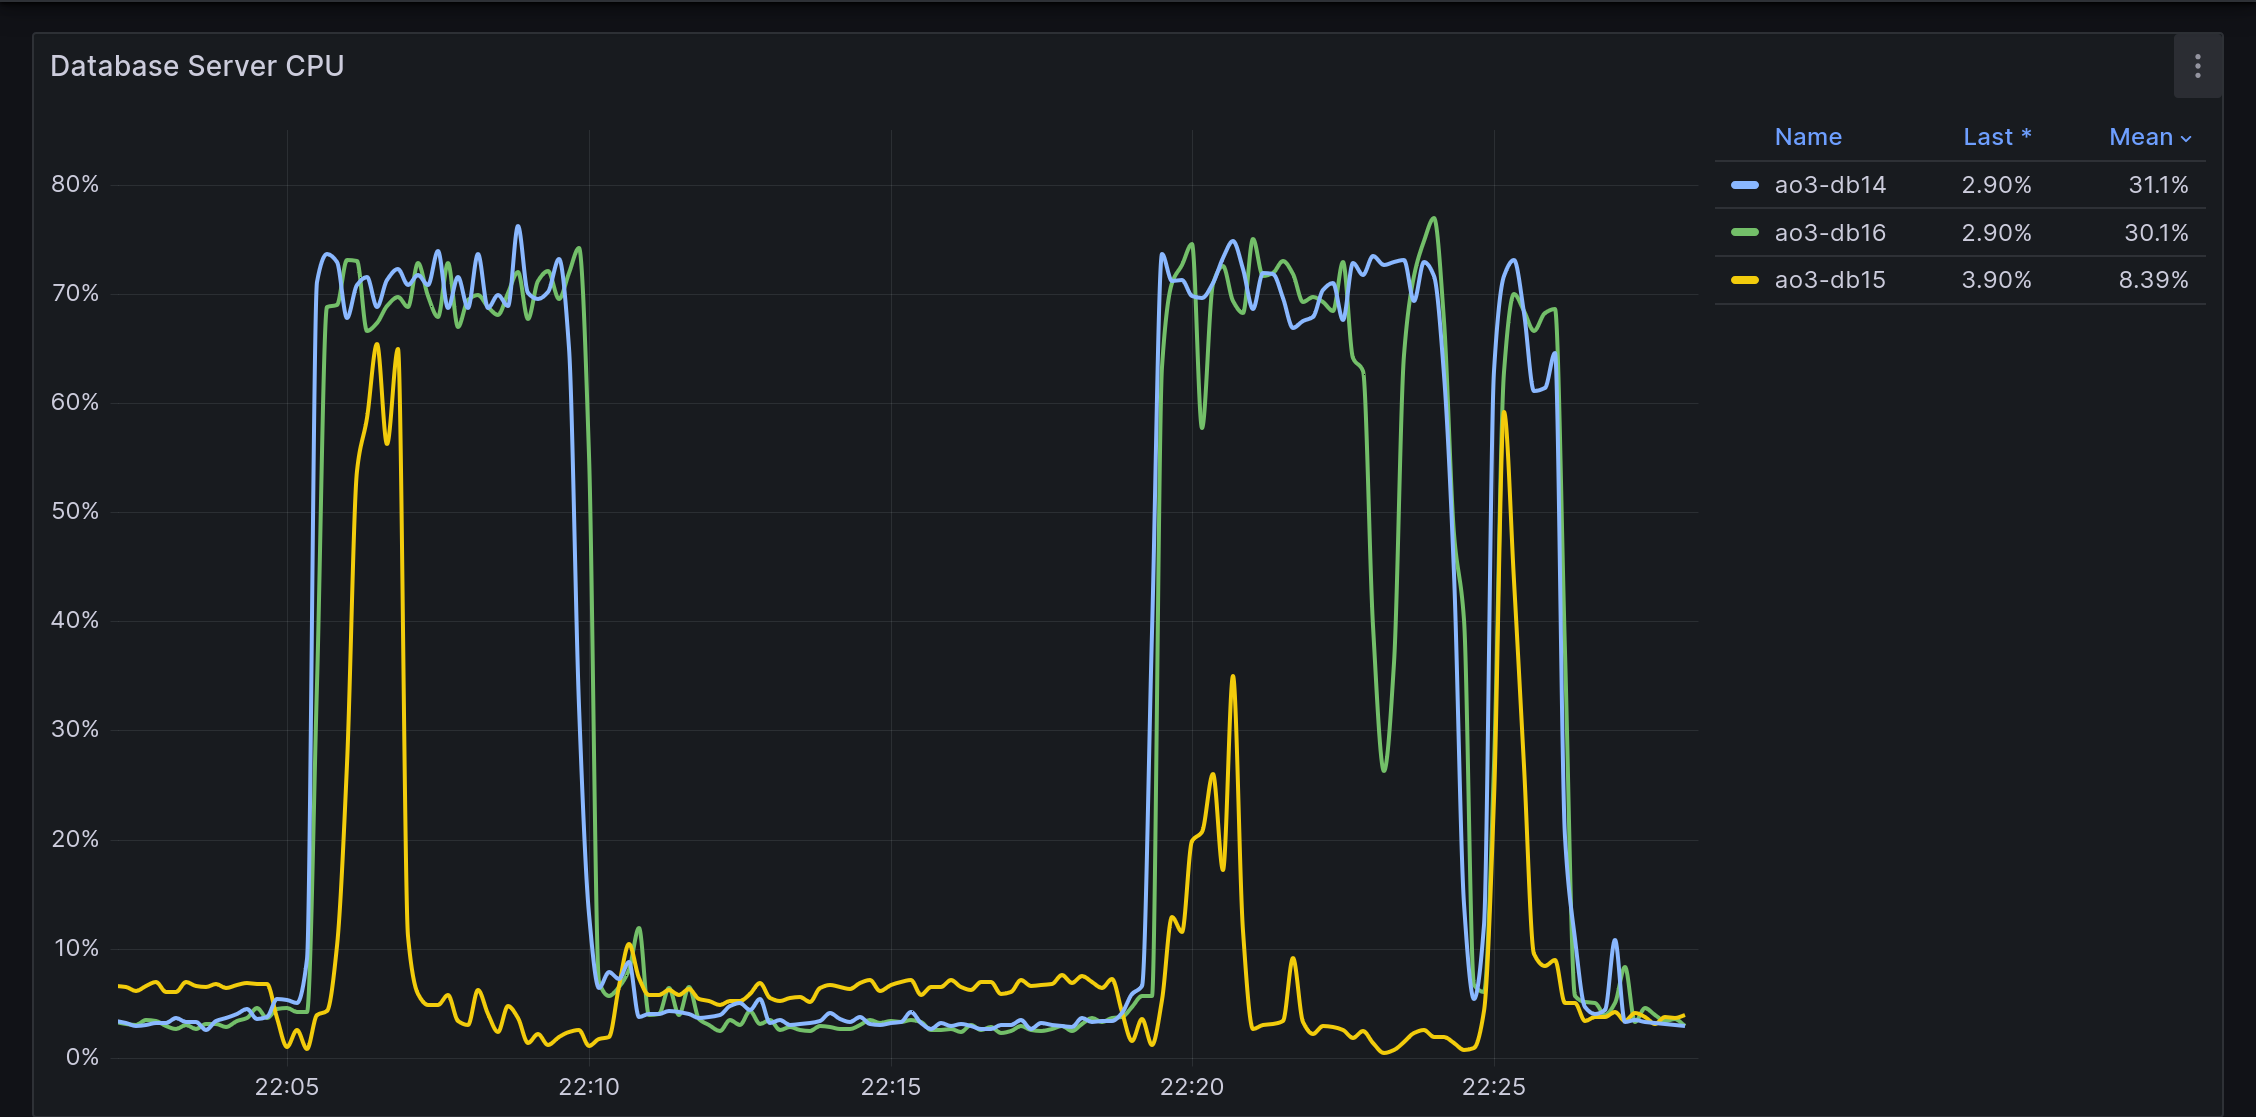 Database Server CPU
Name Last * Mean
ao3-db14 2.90% 31.1%
ao3-db16 2.90% 30.1%
ao3-db15 3.90% 8.39%
80%
70%
60%
50%
40%
30%
20%
10%
0%
22:05 22:10 22:15 22:20 22:25